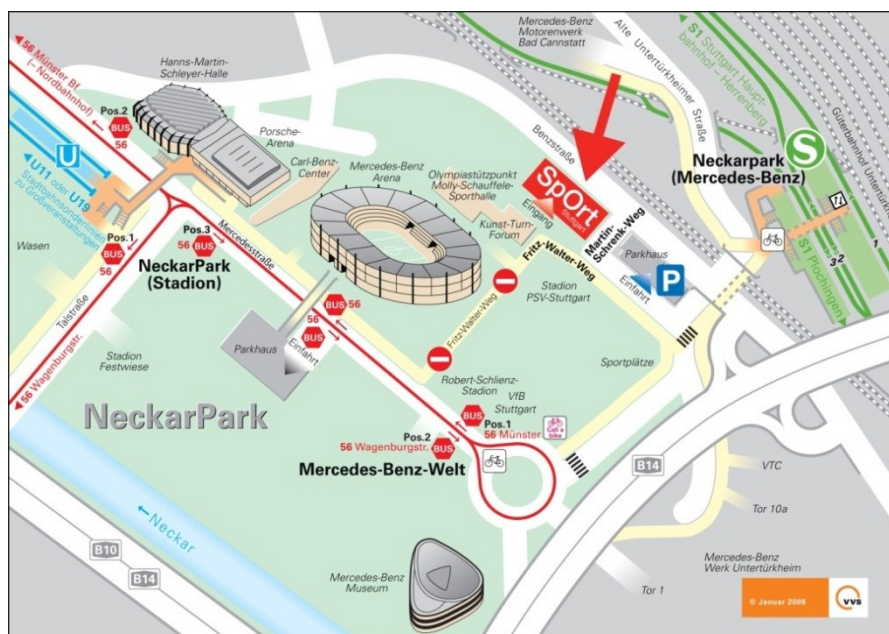 56 Münster Bf
(– Nordbahnhof)
Hanns-Martin-
Schleyer-Halle
Mercedes-Benz
Motorenwerk
Bad Cannstatt
Alte Untertürkheimer Straße
S1 Stuttgart Haupt-
bahnhof – Herrenberg
Güterbahnhof Untertürkheim
Pos.2
BUS
56
U
U11 oder U19
Stadtbahnsonderlinien
zu Großveranstaltungen
Porsche-
Arena
Carl-Benz-
Center
Mercedes-Benz
Arena
Olympiastützpunkt
Molly-Schauffele-
Sporthalle
Benzstraße
SpOrt
Stuttgart
Eingang
Kunst-Turn-
Forum
Martin-
Schrenk-Weg
Neckarpark
(Mercedes-Benz)
S
Wasen
Pos.1
BUS
56
Pos.3
56
BUS
Mercedesstraße
NeckarPark
(Stadion)
Fritz-Walter-Weg
Parkhaus
P
Einfahrt
Stadion
PSV-Stuttgart
1
3 2
S1 Plochingen
Talstraße
56 Wagenburgstr.
Stadion
Festwiese
Parkhaus
Einfahrt
BUS 56
56
BUS
Fritz-Walter-Weg
Sportplätze
NeckarPark
Robert-Schlienz-
Stadion
VfB
Stuttgart
BUS
Pos.1
56 Münster
Call a
bike
Pos.2
56 Wagenburgstr.
BUS
Mercedes-Benz-Welt
B14
VTC
Tor 10a
Neckar
B10
B14
Mercedes-Benz
Museum
Mercedes-Benz
Werk Untertürkheim
Tor 1
© Januar 2009
vvs